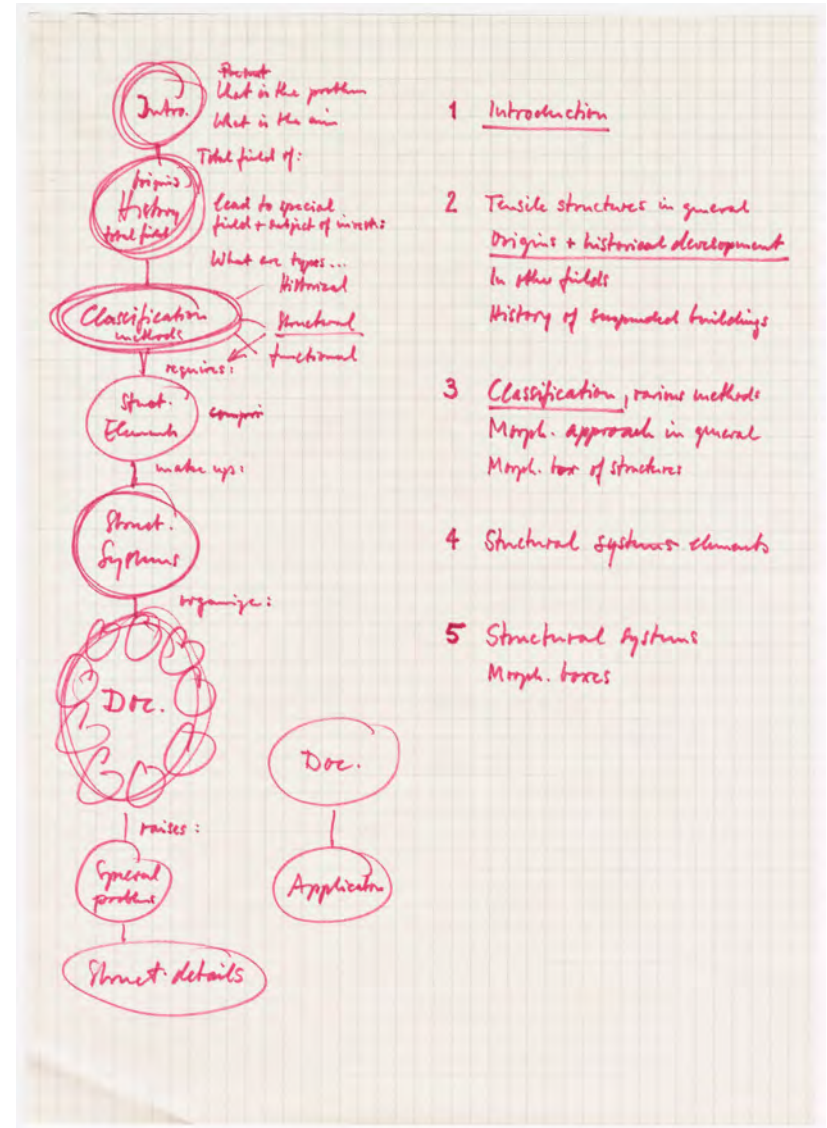 Intro.
What is the problem
What is the aim
Total field of:
Origins
History
total field
lead to special
field + subject of invest.:
What are types...
Historical
Classification
methods
Structural
functional
requires:
Struct.
Elements
make up:
Struct.
Systems
organize:
Doc.
raises:
Special
problems
Struct. details
Doc.
Application
1 Introduction
2 Tensile structures in general
Origins + historical development
In other fields
History of suspended buildings
3 Classification, various methods
Morph. approach in general
Morph. box of structures
4 Structural systems elements
5 Structural systems
Morph. boxes